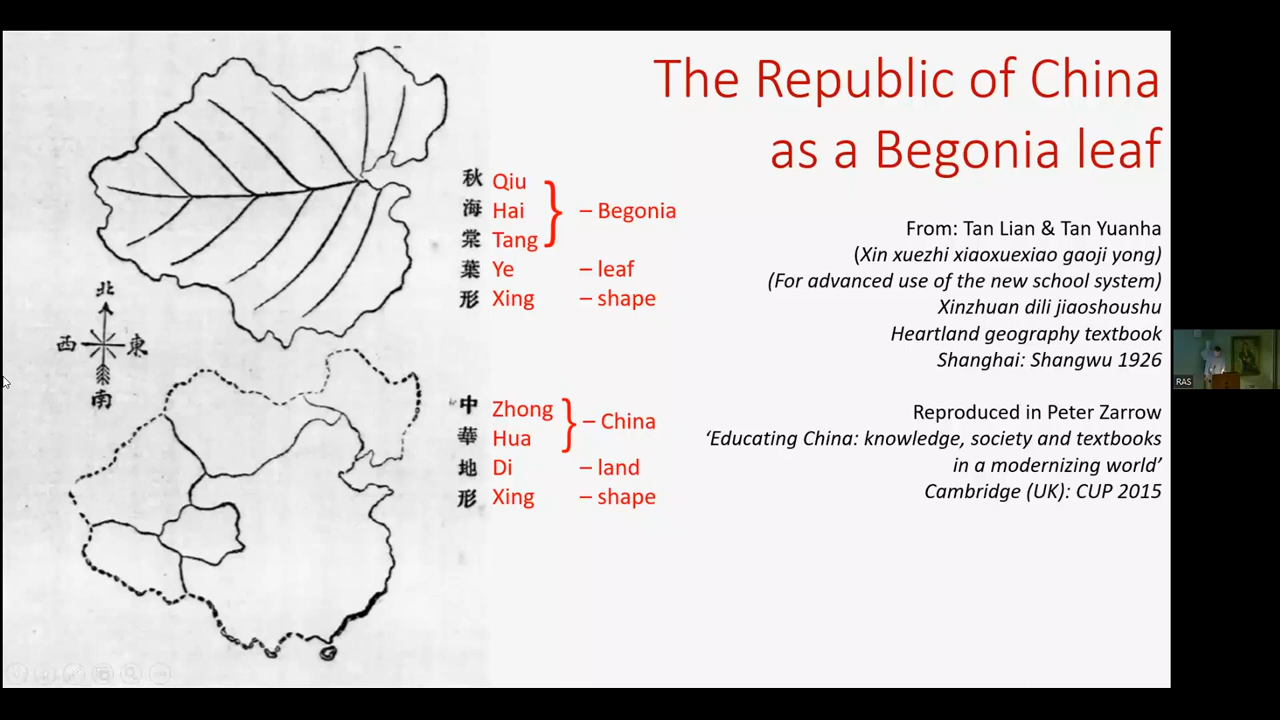 The Republic of China
as a Begonia leaf
秋 Qiu
海 Hai – Begonia
棠 Tang
葉 Ye – leaf
形 Xing – shape
北
西 東
南
中 Zhong – China
華 Hua
地 Di – land
形 Xing – shape
From: Tan Lian & Tan Yuanha
(Xin xuezhi xiaoxuexiao gaoji yong)
(For advanced use of the new school system)
Xinzhuan dili jiaoshoushu
Heartland geography textbook
Shanghai: Shangwu 1926
Reproduced in Peter Zarrow
‘Educating China: knowledge, society and textbooks
in a modernizing world’
Cambridge (UK): CUP 2015
RAS